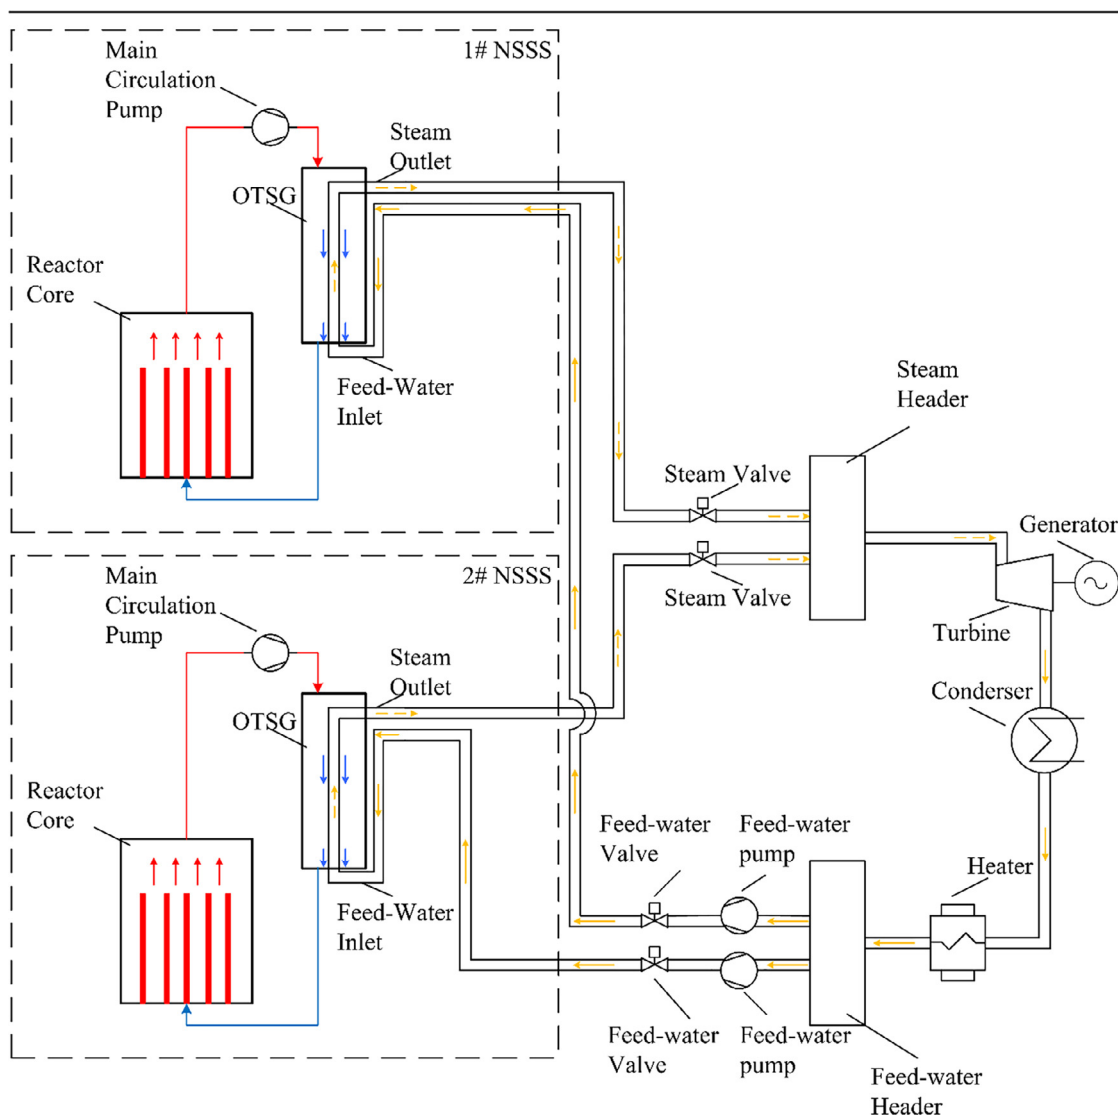 Main
Circulation
Pump
1# NSSS
Steam
Outlet
OTSG
Reactor
Core
Feed-Water
Inlet
Steam
Header
Steam Valve
Generator
Steam Valve
Turbine
Main
Circulation
Pump
2# NSSS
Steam
Outlet
OTSG
Conderser
Reactor
Core
Feed-water
Valve
Feed-water
pump
Heater
Feed-Water
Inlet
Feed-water
Valve
Feed-water
pump
Feed-water
Header